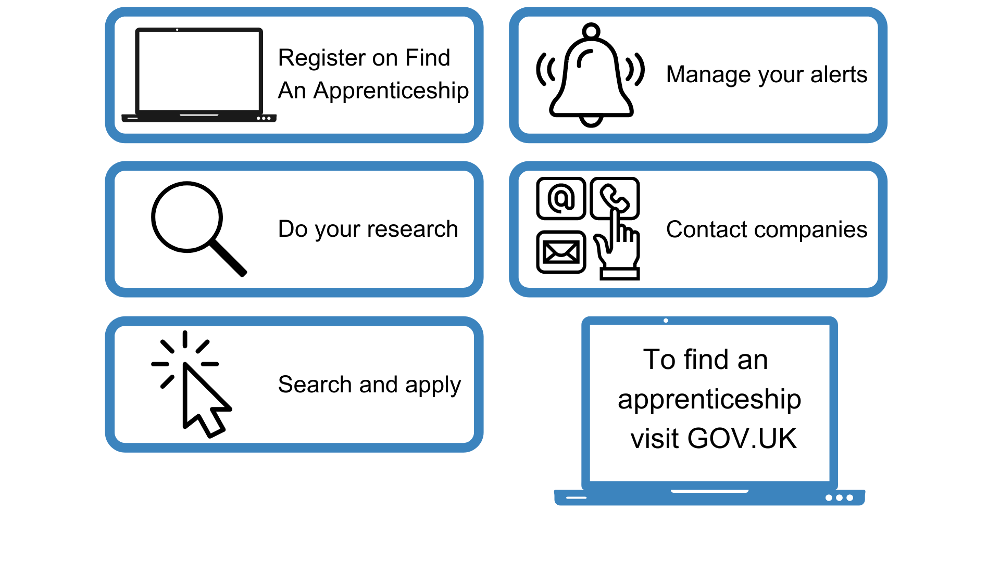 Register on Find
An Apprenticeship
Manage your alerts
Do your research
@
Contact companies
Search and apply
To find an
apprenticeship
visit GOV.UK